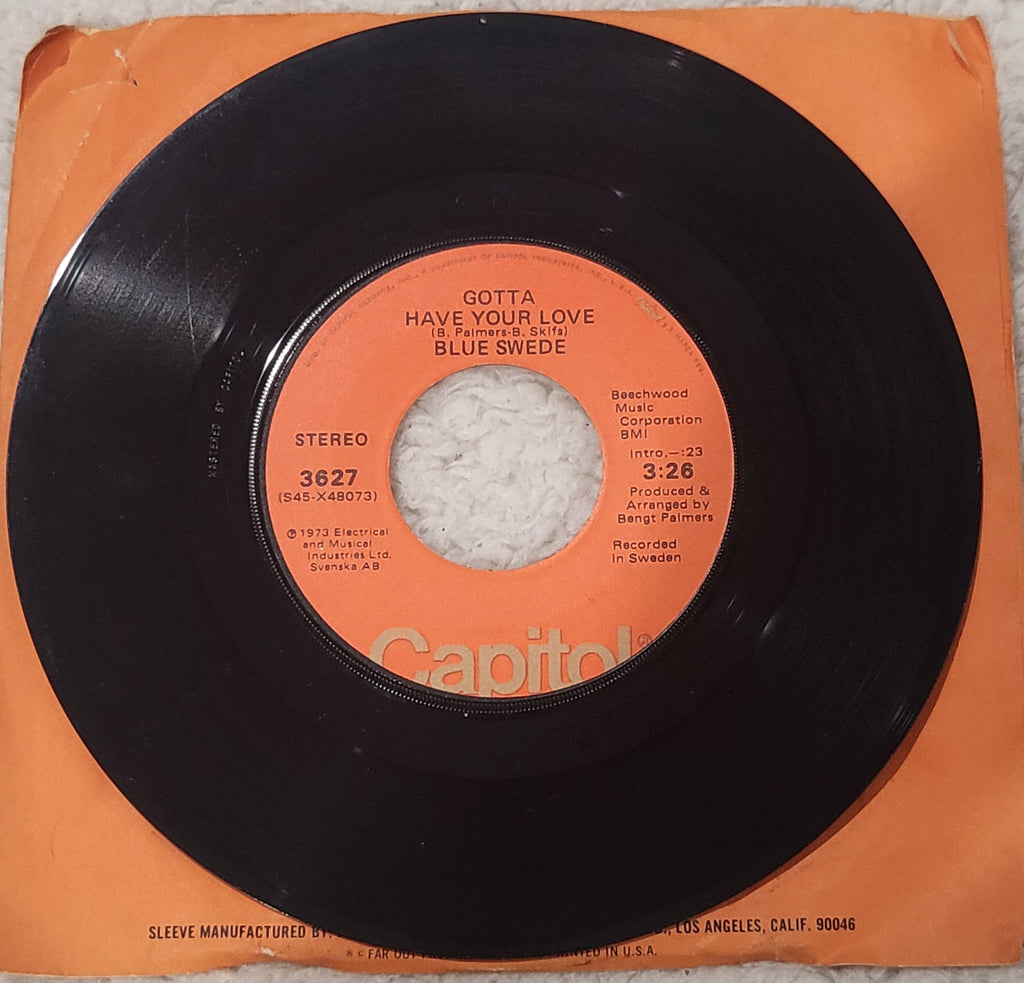 GOTTA
HAVE YOUR LOVE
(B. Palmers-B. Skifs)
BLUE SWEDE
STEREO
3627
(S45-X48073)
℗1973 Electrical
and Musical
Industries Ltd.
Svenska AB
Beechwood
Music
Corporation
BMI
Intro.—:23
3:26
Produced &
Arranged by
Bengt Palmers
Recorded
in Sweden
Capitol®
MASTERED BY CAPITOL
SLEEVE MANUFACTURED LOS ANGELES, CALIF. 90046
® © FAR OUT IN U.S.A.